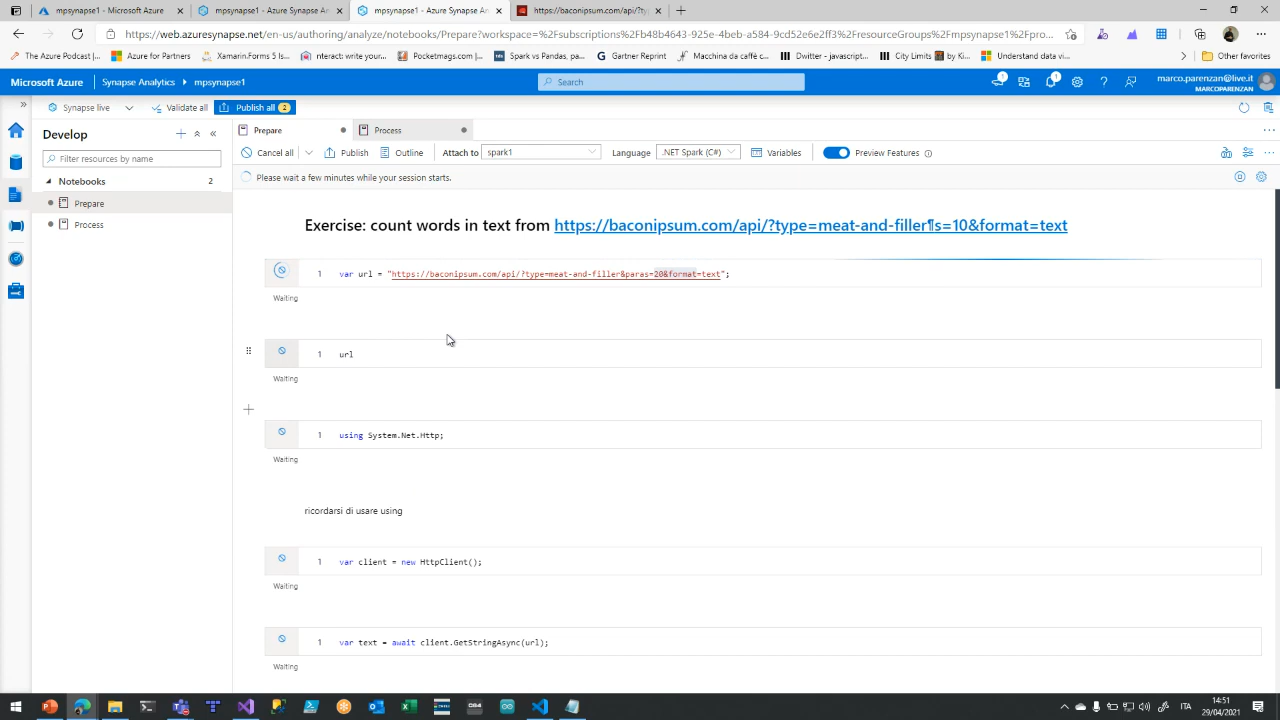 mpsynapse1 - Microsoft Azure
mpsynapse1 - Azure Synapse Anal
mpsynapse1 - Azure Synapse Anal
https://baconipsum.com/api/?typ
https://web.azuresynapse.net/en-us/authoring/analyze/notebooks/Prepare?workspace=%2Fsubscriptions%2Fb48b4643-925e-4beb-a584-9cd52e6e2ff3%2FresourceGroups%2Fmpsynapse1%2Fpro...
{The Azure Podcast} |...
Azure for Partners
Xamarin.Forms 5 Is...
nteract: write your...
Pocketmags.com |...
Spark vs Pandas, pa...
Gartner Reprint
Macchina da caffè c...
Dwitter - javascript...
City Limits by Ki...
Understanding vual...
Other favorites
Microsoft Azure
Synapse Analytics
mpsynapse1
Search
1
1
marco.parenzan@live.it
MARCOPARENZAN
Synapse live
Validate all
Publish all
2
Develop
Filter resources by name
Notebooks
2
Prepare
Process
Prepare
Process
Cancel all
Publish
Outline
Attach to
spark1
Language
.NET Spark (C#)
Variables
Preview Features
Please wait a few minutes while your session starts.
Exercise: count words in text from https://baconipsum.com/api/?type=meat-and-filler¶s=10&format=text
1 var url = "https://baconipsum.com/api/?type=meat-and-filler&paras=20&format=text";
Waiting
1 url
Waiting
1 using System.Net.Http;
Waiting
ricordarsi di usare using
1 var client = new HttpClient();
Waiting
1 var text = await client.GetStringAsync(url);
Waiting
ITA
14:51
29/04/2021